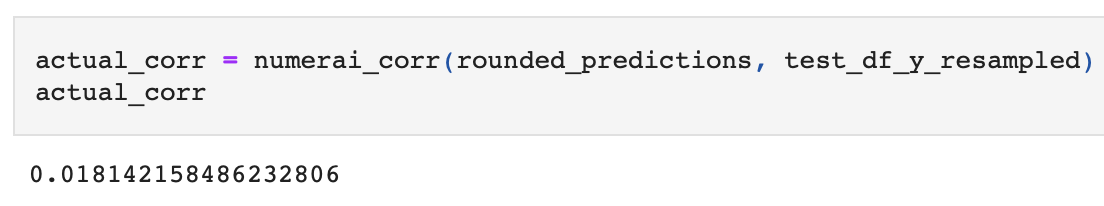 actual_corr = numerai_corr(rounded_predictions, test_df_y_resampled)
actual_corr
0.018142158486232806